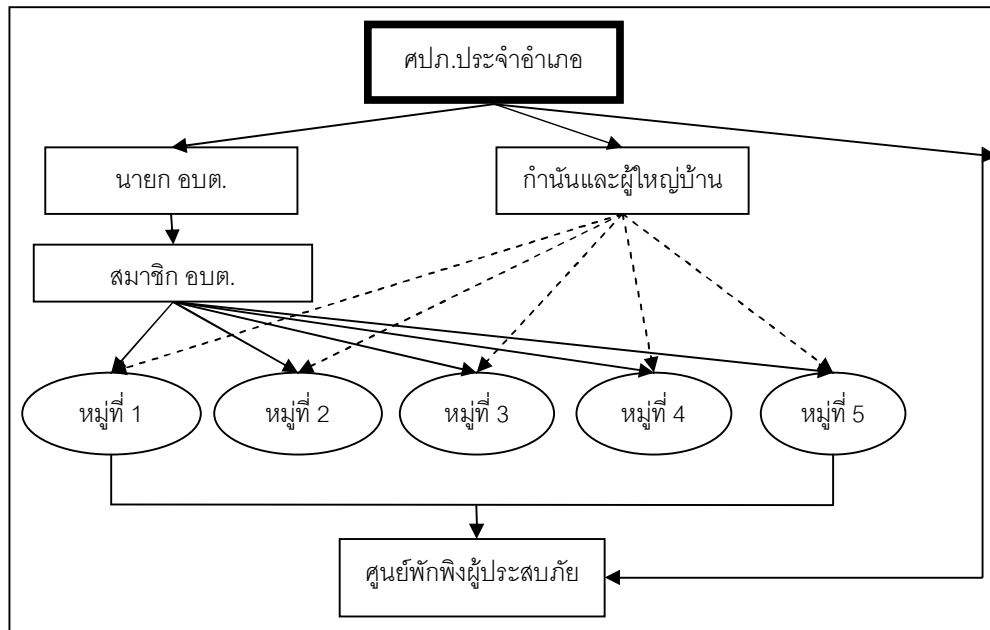 ศปภ.ประจำอำเภอ
นายก อบต.
กำนันและผู้ใหญ่บ้าน
สมาชิก อบต.
หมู่ที่ 1
หมู่ที่ 2
หมู่ที่ 3
หมู่ที่ 4
หมู่ที่ 5
ศูนย์พักพิงผู้ประสบภัย